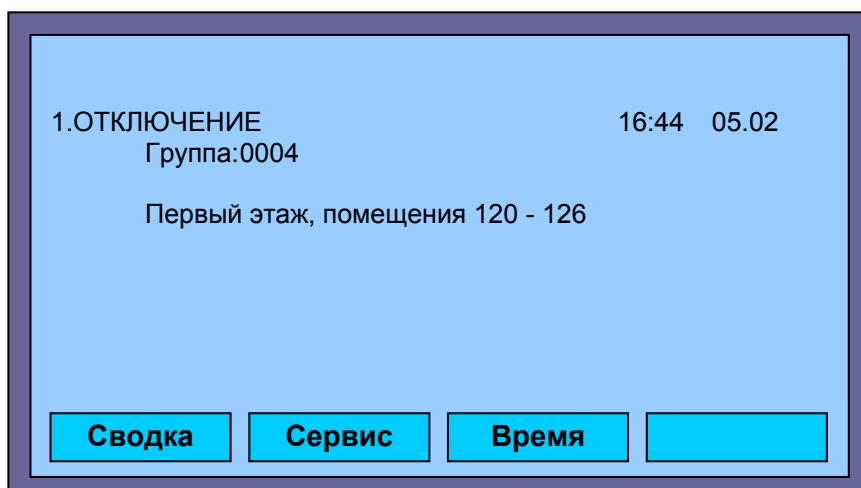 1.ОТКЛЮЧЕНИЕ 16:44 05.02
Группа:0004
Первый этаж, помещения 120 - 126
Сводка Сервис Время